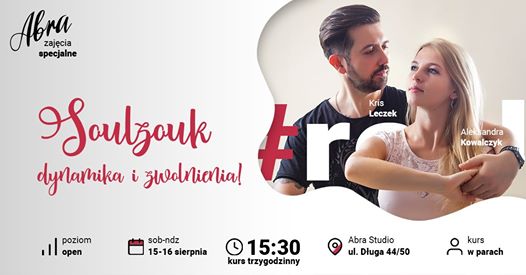 Abra
zajęcia
specjalne
Soulzouk
dynamika i zwolnienia!
Kris
Leczek
Aleksandra
Kowalczyk
poziom
open
sob-ndz
15-16 sierpnia
15:30
kurs trzygodzinny
Abra Studio
ul. Długa 44/50
kurs
w parach